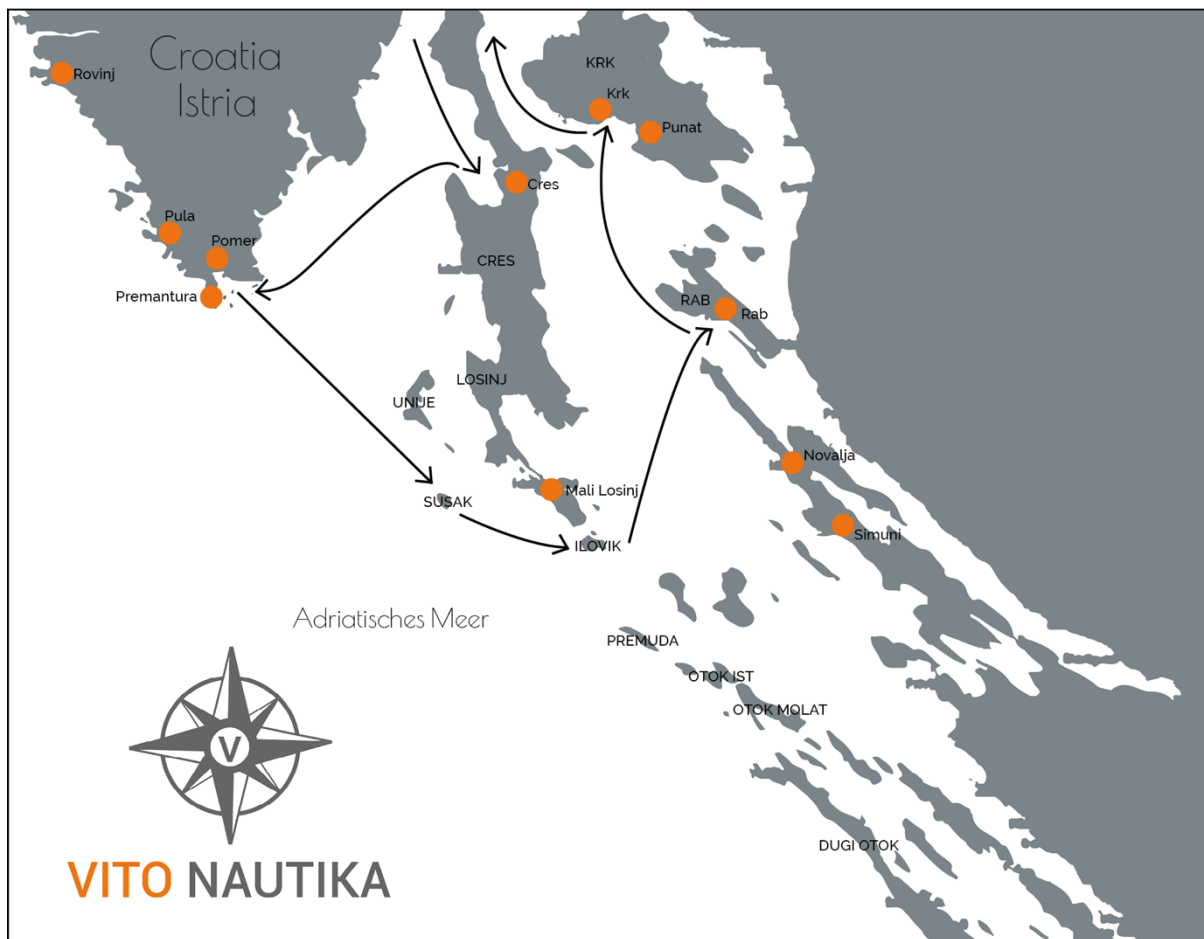 Croatia
Istria
Rovinj
KRK
Krk
Punat
Cres
Pula
Pomer
CRES
Premantura
RAB
Rab
LOSINJ
UNIJE
Novalja
Mali Losinj
SUSAK
Simuni
ILOVIK
Adriatisches Meer
PREMUDA
OTOK IST
OTOK MOLAT
V
DUGI OTOK
VITO NAUTIKA